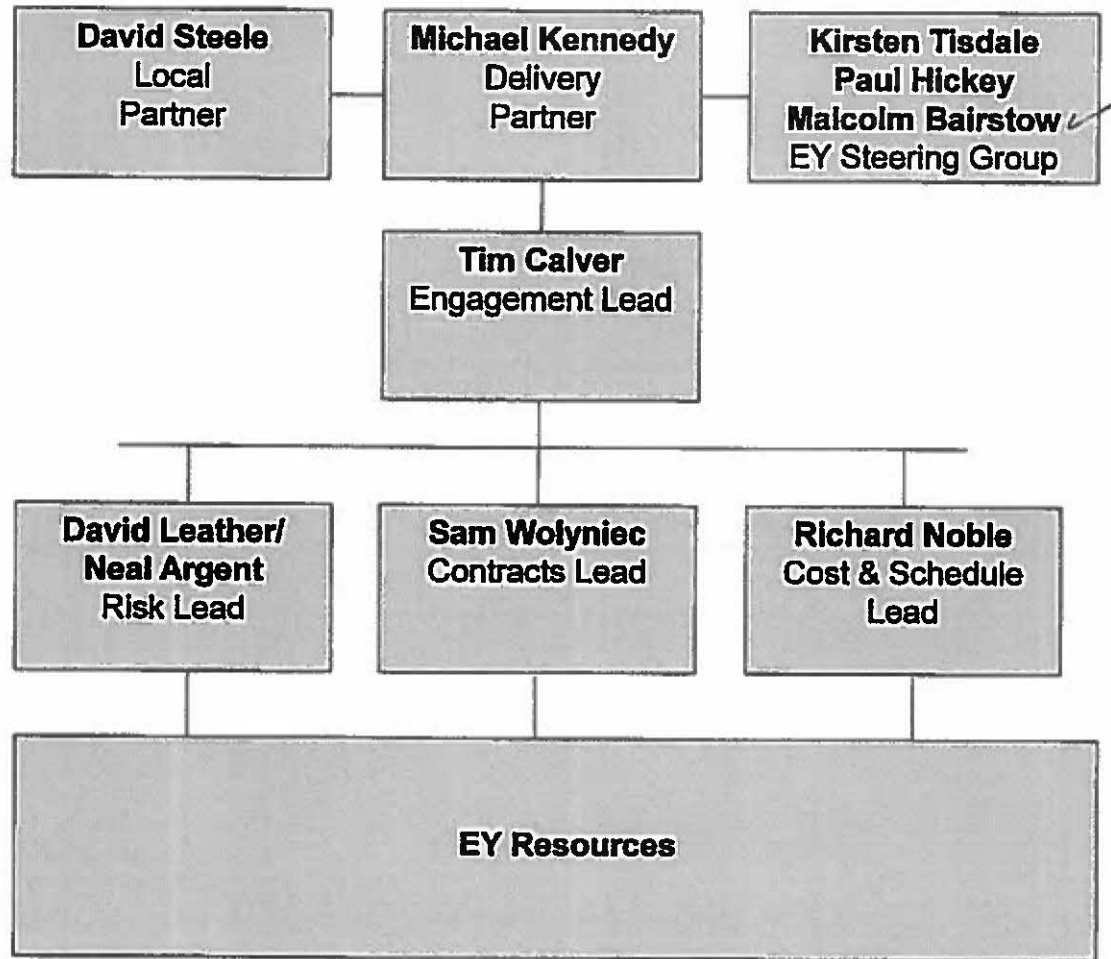 David Steele
Local
Partner
Michael Kennedy
Delivery
Partner
Kirsten Tisdale
Paul Hickey
Malcolm Bairstow
EY Steering Group
Tim Calver
Engagement Lead
David Leather/
Neal Argent
Risk Lead
Sam Wolyniec
Contracts Lead
Richard Noble
Cost & Schedule
Lead
EY Resources